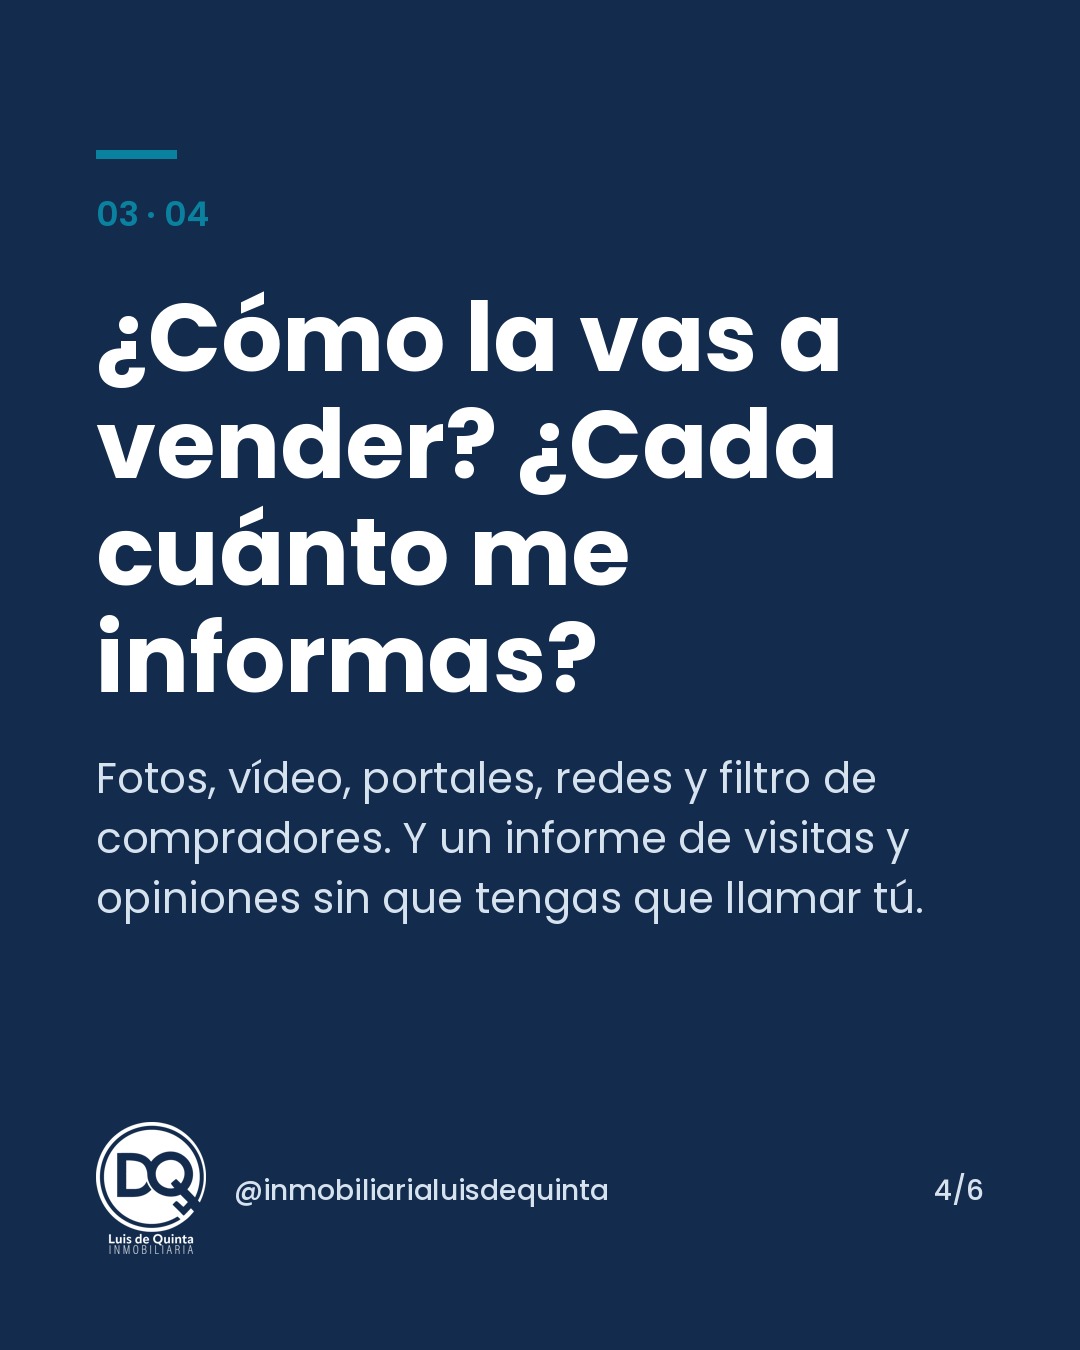 03 · 04
¿Cómo la vas a
vender? ¿Cada
cuánto me
informas?
Fotos, vídeo, portales, redes y filtro de
compradores. Y un informe de visitas y
opiniones sin que tengas que llamar tú.
DQ
Luis de Quinta
INMOBILIARIA
@inmobiliarialuisdequinta
4/6